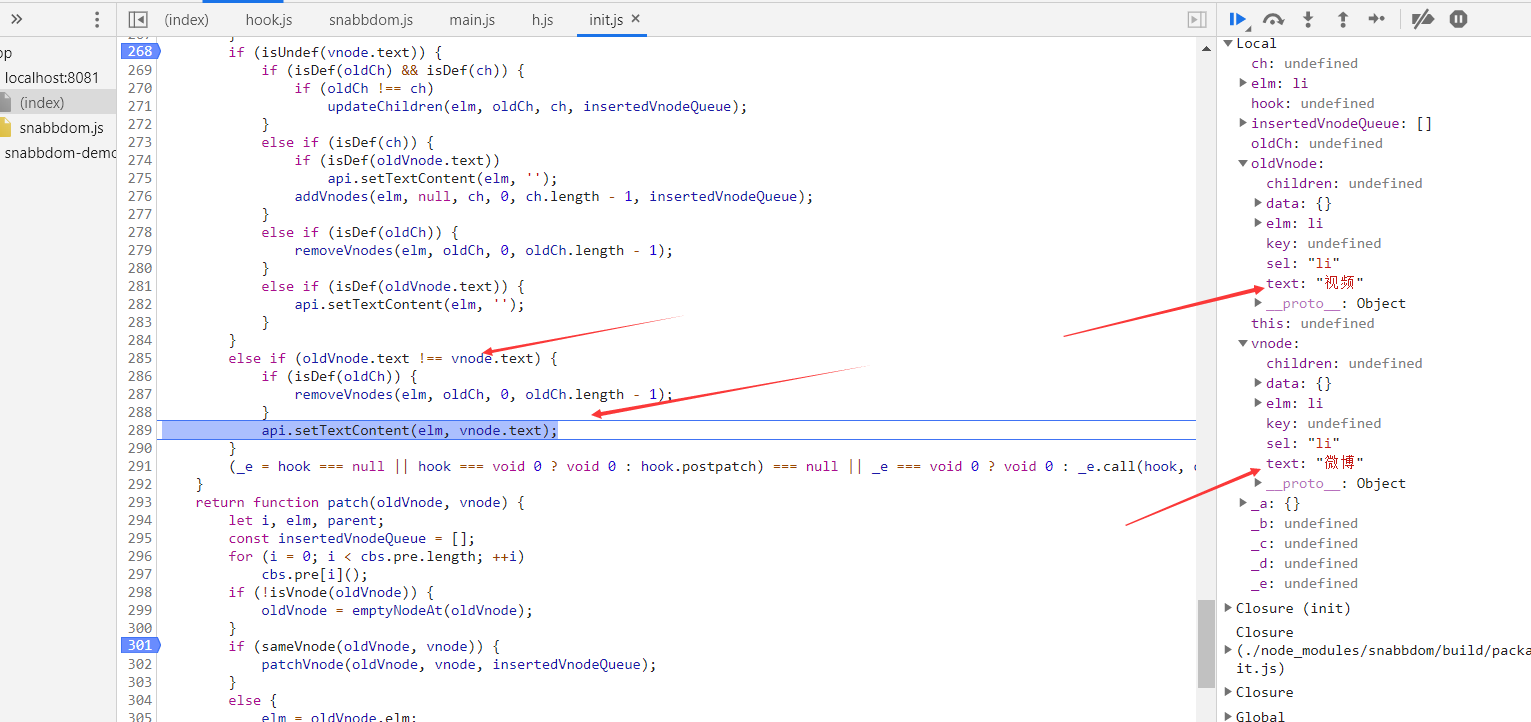 (index)
hook.js
snabbdom.js
main.js
h.js
init.js ×
op
localhost:8081
(index)
snabbdom.js
snabbdom-demo
267 }
268 if (isUndef(vnode.text)) {
269 if (isDef(oldCh) && isDef(ch)) {
270 if (oldCh !== ch)
271 updateChildren(elm, oldCh, ch, insertedVnodeQueue);
272 }
273 else if (isDef(ch)) {
274 if (isDef(oldVnode.text))
275 api.setTextContent(elm, '');
276 addVnodes(elm, null, ch, 0, ch.length - 1, insertedVnodeQueue);
277 }
278 else if (isDef(oldCh)) {
279 removeVnodes(elm, oldCh, 0, oldCh.length - 1);
280 }
281 else if (isDef(oldVnode.text)) {
282 api.setTextContent(elm, '');
283 }
284 }
285 else if (oldVnode.text !== vnode.text) {
286 if (isDef(oldCh)) {
287 removeVnodes(elm, oldCh, 0, oldCh.length - 1);
288 }
289 api.setTextContent(elm, vnode.text);
290 }
291 (_e = hook === null || hook === void 0 ? void 0 : hook.postpatch) === null || _e === void 0 ? void 0 : _e.call(hook,
292 }
293 return function patch(oldVnode, vnode) {
294 let i, elm, parent;
295 const insertedVnodeQueue = [];
296 for (i = 0; i < cbs.pre.length; ++i)
297 cbs.pre[i]();
298 if (!isVnode(oldVnode)) {
299 oldVnode = emptyNodeAt(oldVnode);
300 }
301 if (sameVnode(oldVnode, vnode)) {
302 patchVnode(oldVnode, vnode, insertedVnodeQueue);
303 }
304 else {
305 elm = oldVnode.elm;
Local
ch: undefined
elm: li
hook: undefined
insertedVnodeQueue: []
oldCh: undefined
oldVnode:
children: undefined
data: {}
elm: li
key: undefined
sel: "li"
text: "视频"
__proto__: Object
this: undefined
vnode:
children: undefined
data: {}
elm: li
key: undefined
sel: "li"
text: "微博"
__proto__: Object
_a: {}
_b: undefined
_c: undefined
_d: undefined
_e: undefined
Closure (init)
Closure
(./node_modules/snabbdom/build/packa
it.js)
Closure
Global